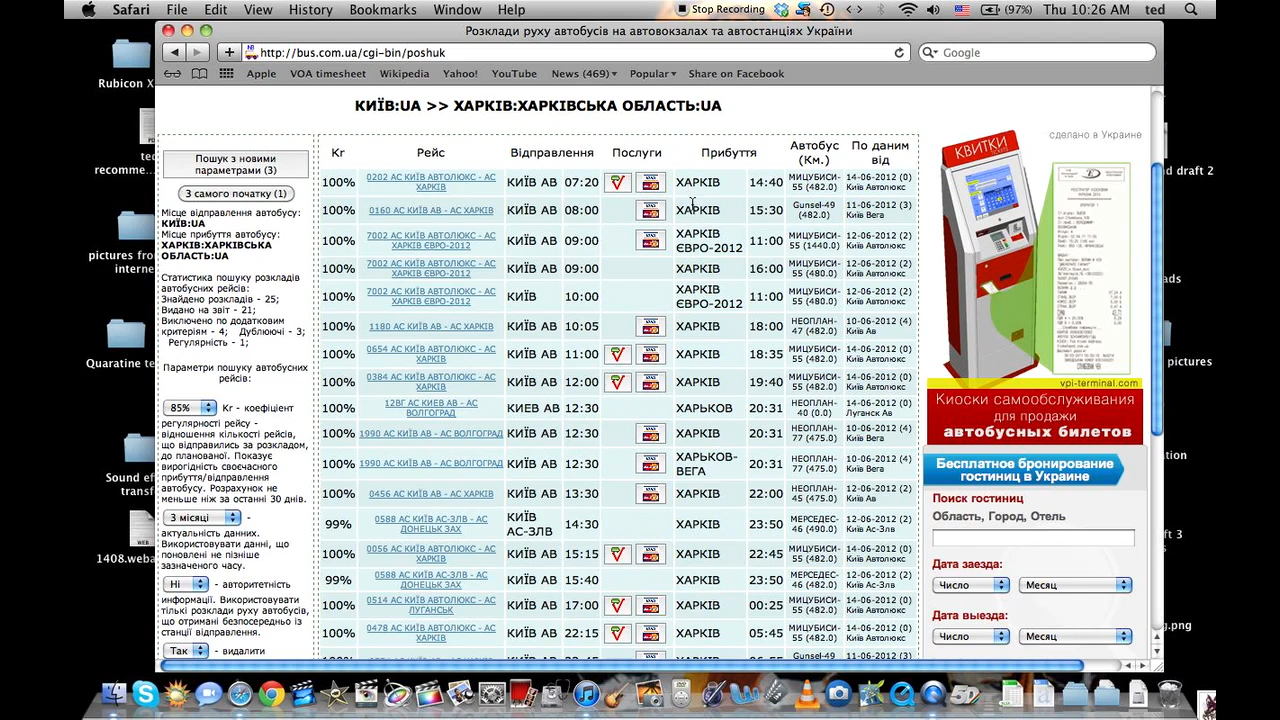 Safari File Edit View History Bookmarks Window Help
Stop Recording
(97%) Thu 10:26 AM ted
Розклади руху автобусів на автовокзалах та автостанціях України
http://bus.com.ua/cgi-bin/poshuk
Google
Apple VOA timesheet Wikipedia Yahoo! YouTube News (469) Popular Share on Facebook
КИЇВ:UA >> ХАРКІВ:ХАРКІВСЬКА ОБЛАСТЬ:UA
Пошук з новими
параметрами (3)
З самого початку (1)
Місце відправлення автобусу:
КИЇВ:UA
Місце прибуття автобусу:
ХАРКІВ:ХАРКІВСЬКА
ОБЛАСТЬ:UA
Статистика пошуку розкладів
автобусних рейсів:
Знайдено розкладів - 25;
Видано на звіт - 21;
Виключено по додатковим
критеріям - 4; Дублюючі - 3;
Регулярність - 1;
Параметри пошуку автобусних
рейсів:
85% Kr - коефіцієнт
регулярності рейсу -
відношення кількості рейсів,
що відправились за розкладом,
до планованої. Показує
вирогідність своєчасного
прибуття/відправлення
автобусу. Розрахунок не
меньше ніж за останні 30 днів.
3 місяці -
актуальність данних.
Використовувати дані, що
поновлені не пізніше
зазначеного часу.
Ні - авторитетність
інформації. Використовувати
тількі розклади руху автобусів,
що отримані безпосередньо із
станції відправлення.
Так - видалити
Кг Рейс Відправлення Послуги Прибуття Автобус (Км.) По даним від
100% 0202 АС КИЇВ АВТОЛЮКС - АС ХАРКІВ КИЇВ АВ 07:20 ХАРКІВ 14:40 МИЦУБИСИ- 55 (482.0) 14-06-2012 (0) Київ Автолюкс
100% КИЇВ АВ - АС ХАРКІВ КИЇВ АВ 08:00 ХАРКІВ 15:30 Gunsel-49 (482.0) 11-06-2012 (3) Київ Вега
100% АС КИЇВ АВТОЛЮКС - АС ХАРКІВ ЄВРО-2012 КИЇВ АВ 09:00 ХАРКІВ ЄВРО-2012 11:00 МИЦУБИСИ- 53 (1440.0) 14-06-2012 (0) Київ Автолюкс
100% АС КИЇВ АВТОЛЮКС - АС ХАРКІВ ЄВРО-2012 КИЇВ АВ 09:00 ХАРКІВ 16:00 МИЦУБИСИ- 55 (482.0) 14-06-2012 (0) Київ Автолюкс
100% АС КИЇВ АВТОЛЮКС - АС ХАРКІВ ЄВРО-2012 КИЇВ 10:00 ХАРКІВ ЄВРО-2012 11:00 МИЦУБИСИ- 55 (482.0) 14-06-2012 (0) Київ Автолюкс
100% 1180 АС КИЇВ АВ - АС ХАРКІВ КИЇВ АВ 10:05 ХАРКІВ 18:00 НЕОПЛАН- 47 (482.0) 10-06-2012 (4) Київ Ав
100% 0254 АС КИЇВ АВТОЛЮКС - АС ХАРКІВ КИЇВ АВ 11:00 ХАРКІВ 18:35 МИЦУБИСИ- 55 (482.0) 14-06-2012 (0) Київ Автолюкс
100% 0384 АС КИЇВ АВТОЛЮКС - АС ХАРКІВ КИЇВ АВ 12:00 ХАРКІВ 19:40 МИЦУБИСИ- 55 (482.0) 14-06-2012 (0) Київ Автолюкс
100% 12ВГ АС КИЕВ АВ - АС ВОЛГОГРАД КИЕВ АВ 12:30 ХАРЬКОВ 20:31 НЕОПЛАН- 40 (0.0) 14-06-2012 (0) Луганск Ав
100% 1990 АС КИЇВ АВ - АС ВОЛГОГРАД КИЇВ АВ 12:30 ХАРКІВ 20:31 НЕОПЛАН- 77 (475.0) 10-06-2012 (4) Київ Вега
100% 1990 АС КИЇВ АВ - АС ВОЛГОГРАД КИЇВ АВ 12:30 ХАРЬКОВ- ВЕГА 20:31 НЕОПЛАН- 77 (475.0) 10-06-2012 (4) Київ Вега
100% 0456 АС КИЇВ АВ - АС ХАРКІВ КИЇВ АВ 13:30 ХАРКІВ 22:00 НЕОПЛАН- 45 (475.0) 12-06-2012 (2) Київ Ав
99% 0588 АС КИЇВ АС-ЗЛВ - АС ДОНЕЦЬК ЗАХ КИЇВ АС-ЗЛВ 14:30 ХАРКІВ 23:50 МЕРСЕДЕС- 46 (490.0) 12-06-2012 (2) Київ Ас-Злв
100% 0056 АС КИЇВ АВТОЛЮКС - АС ХАРКІВ КИЇВ АВ 15:15 ХАРКІВ 22:45 МИЦУБИСИ- 55 (482.0) 14-06-2012 (0) Київ Автолюкс
99% 0588 АС КИЇВ АС-ЗЛВ - АС ДОНЕЦЬК ЗАХ КИЇВ АВ 15:40 ХАРКІВ 23:50 МЕРСЕДЕС- 46 (482.0) 12-06-2012 (2) Київ Ас-Злв
100% 0514 АС КИЇВ АВТОЛЮКС - АС ЛУГАНСЬК КИЇВ АВ 17:00 ХАРКІВ 00:25 МИЦУБИСИ- 55 (482.0) 14-06-2012 (0) Київ Автолюкс
100% 0478 АС КИЇВ АВТОЛЮКС - АС ХАРКІВ КИЇВ АВ 22:15 ХАРКІВ 05:45 МИЦУБИСИ- 55 (482.0) 14-06-2012 (0) Київ Автолюкс
Gunsel-49 11-06-2012 (3)
сделано в Украине
КВИТКИ
vpi-terminal.com
Киоски самообслуживания
для продажи
автобусных билетов
Бесплатное бронирование
гостиниц в Украине
Поиск гостиниц
Область, Город, Отель
Дата заезда:
Число Месяц
Дата выезда:
Число Месяц
Rubicon X
recomme...
pictures fro
interne
Quaratine te
Sound ef
transf
1408.weba
nd draft 2
ads
pictures
ation
ft 3
ng.png